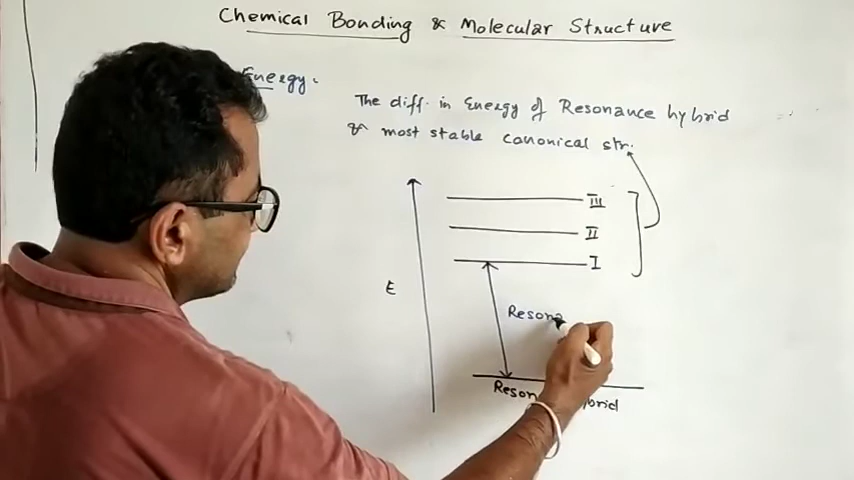 Chemical Bonding & Molecular Structure
Energy.
The diff. in Energy of Resonance hybrid
& most stable canonical str.
III
II
I
E
Resona